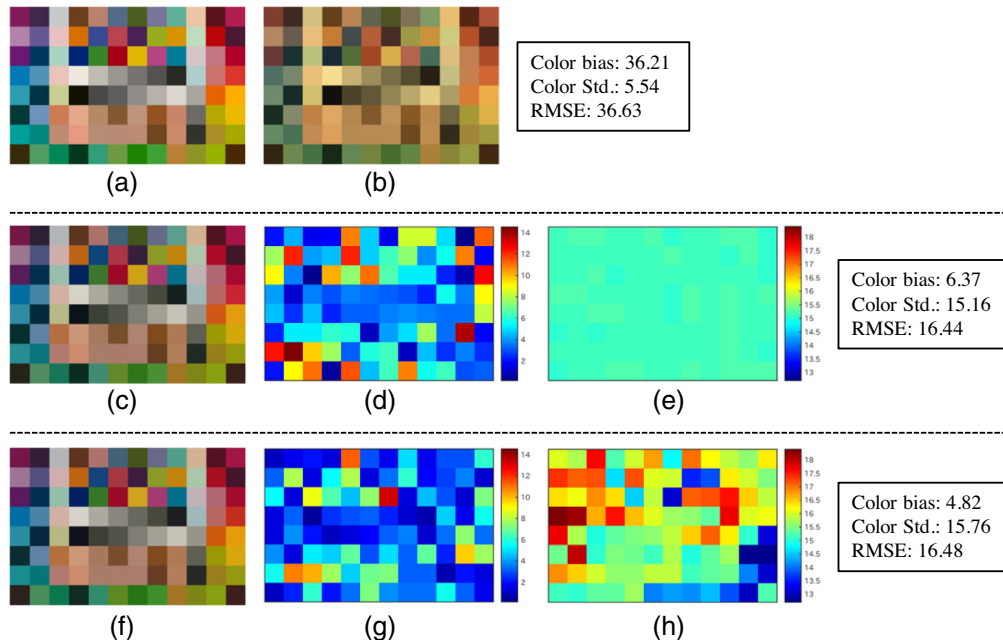 Color bias: 36.21
Color Std.: 5.54
RMSE: 36.63
(a)
(b)
14
12
10
8
6
4
2
18
17.5
17
16.5
16
15.5
15
14.5
14
13.5
13
Color bias: 6.37
Color Std.: 15.16
RMSE: 16.44
(c)
(d)
(e)
14
12
10
8
6
4
2
18
17.5
17
16.5
16
15.5
15
14.5
14
13.5
13
Color bias: 4.82
Color Std.: 15.76
RMSE: 16.48
(f)
(g)
(h)